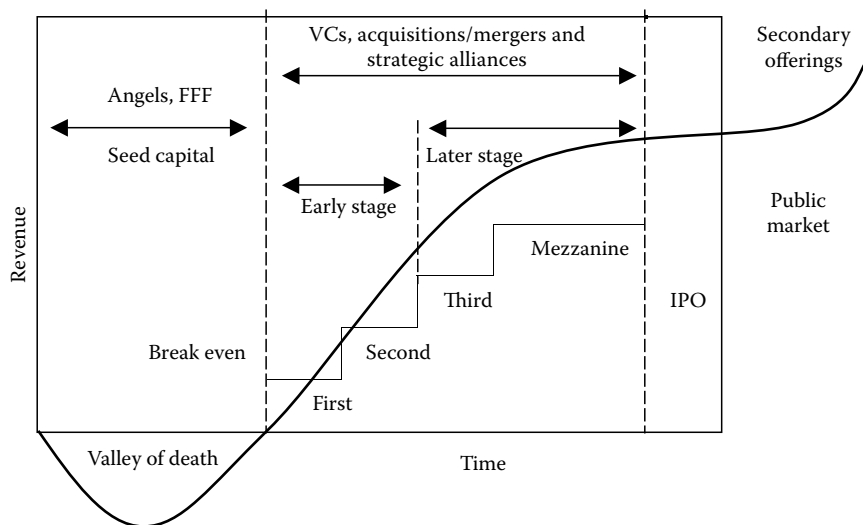 VCs, acquisitions/mergers and
strategic alliances
Secondary
offerings
Angels, FFF
Seed capital
Later stage
Early stage
Public
market
Revenue
Mezzanine
Third
IPO
Break even
Second
First
Valley of death
Time